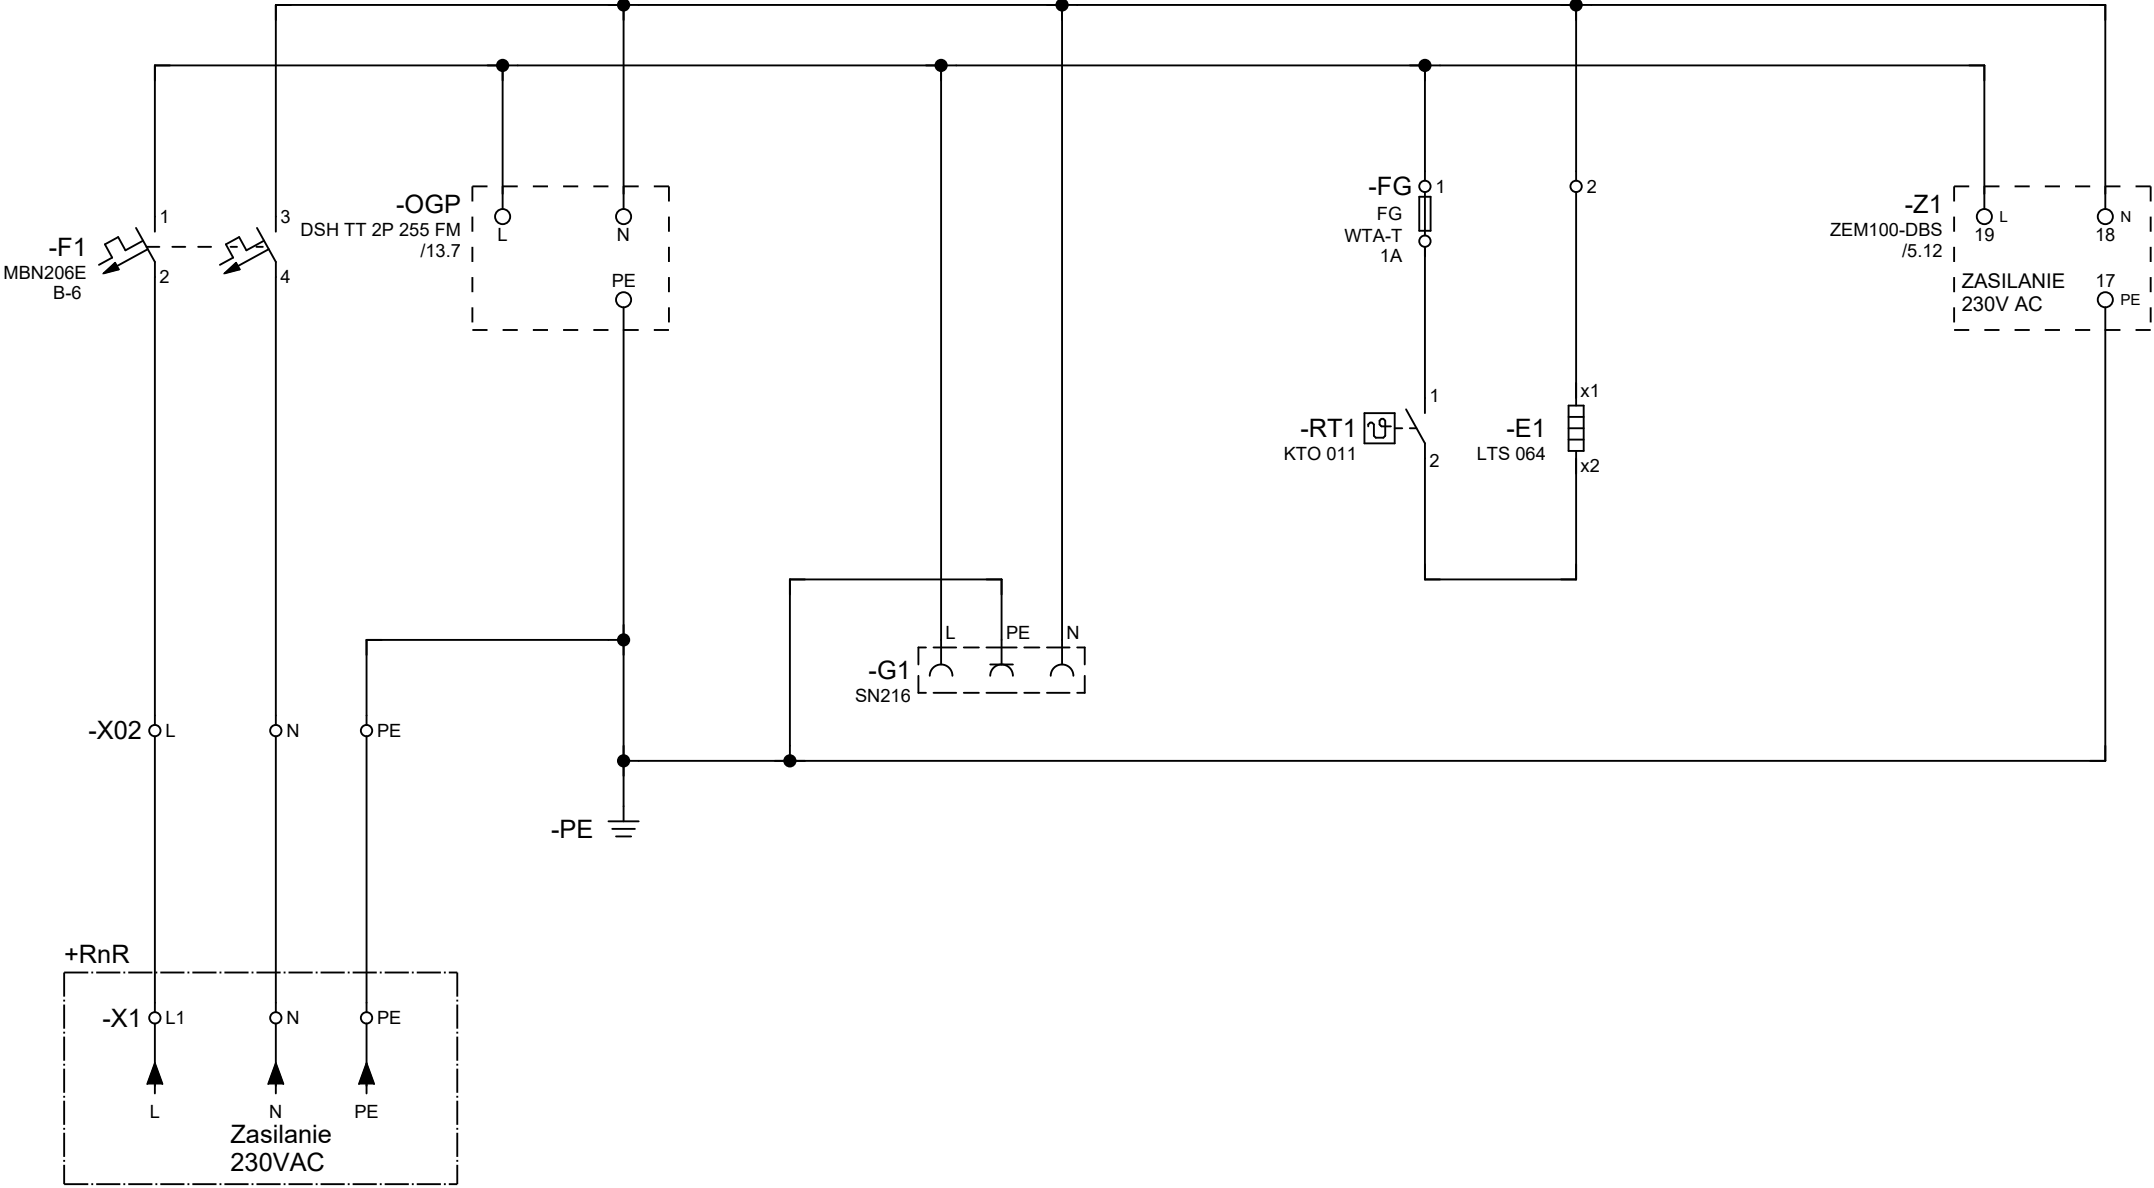 -F1
MBN206E
B-6
1
2
3
4
-OGP
DSH TT 2P 255 FM
/13.7
L
N
PE
-FG
FG
WTA-T
1A
1
2
-RT1
KTO 011
1
2
-E1
LTS 064
x1
x2
-Z1
ZEM100-DBS
/5.12
L
19
N
18
ZASILANIE
230V AC
17
PE
-G1
SN216
L
PE
N
-X02
L
N
PE
-PE
+RnR
-X1
L1
N
PE
L
N
PE
Zasilanie
230VAC